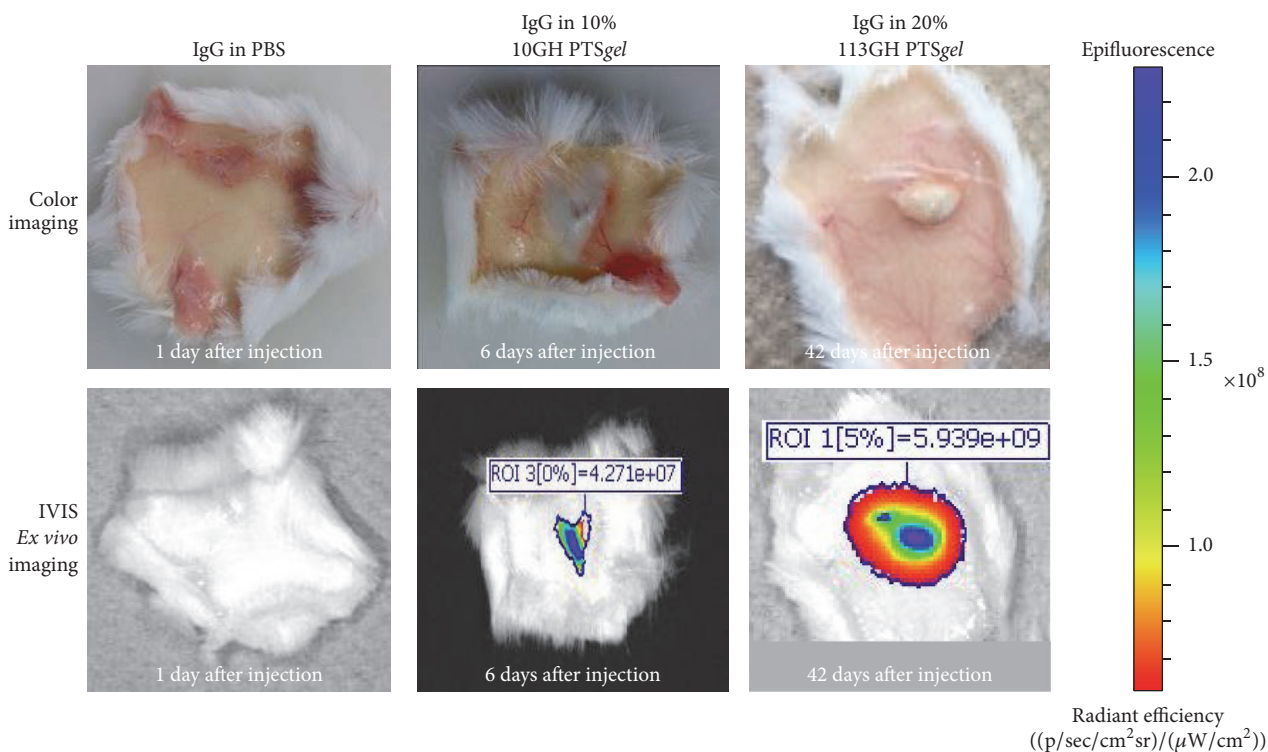 IgG in PBS
IgG in 10%
10GH PTSgel
IgG in 20%
113GH PTSgel
Epifluorescence
Color
imaging
1 day after injection
6 days after injection
42 days after injection
2.0
1.5
×10⁸
1.0
IVIS
Ex vivo
imaging
ROI 3[0%]=4.271e+07
ROI 1[5%]=5.939e+09
1 day after injection
6 days after injection
42 days after injection
Radiant efficiency
((p/sec/cm²sr)/(μW/cm²))